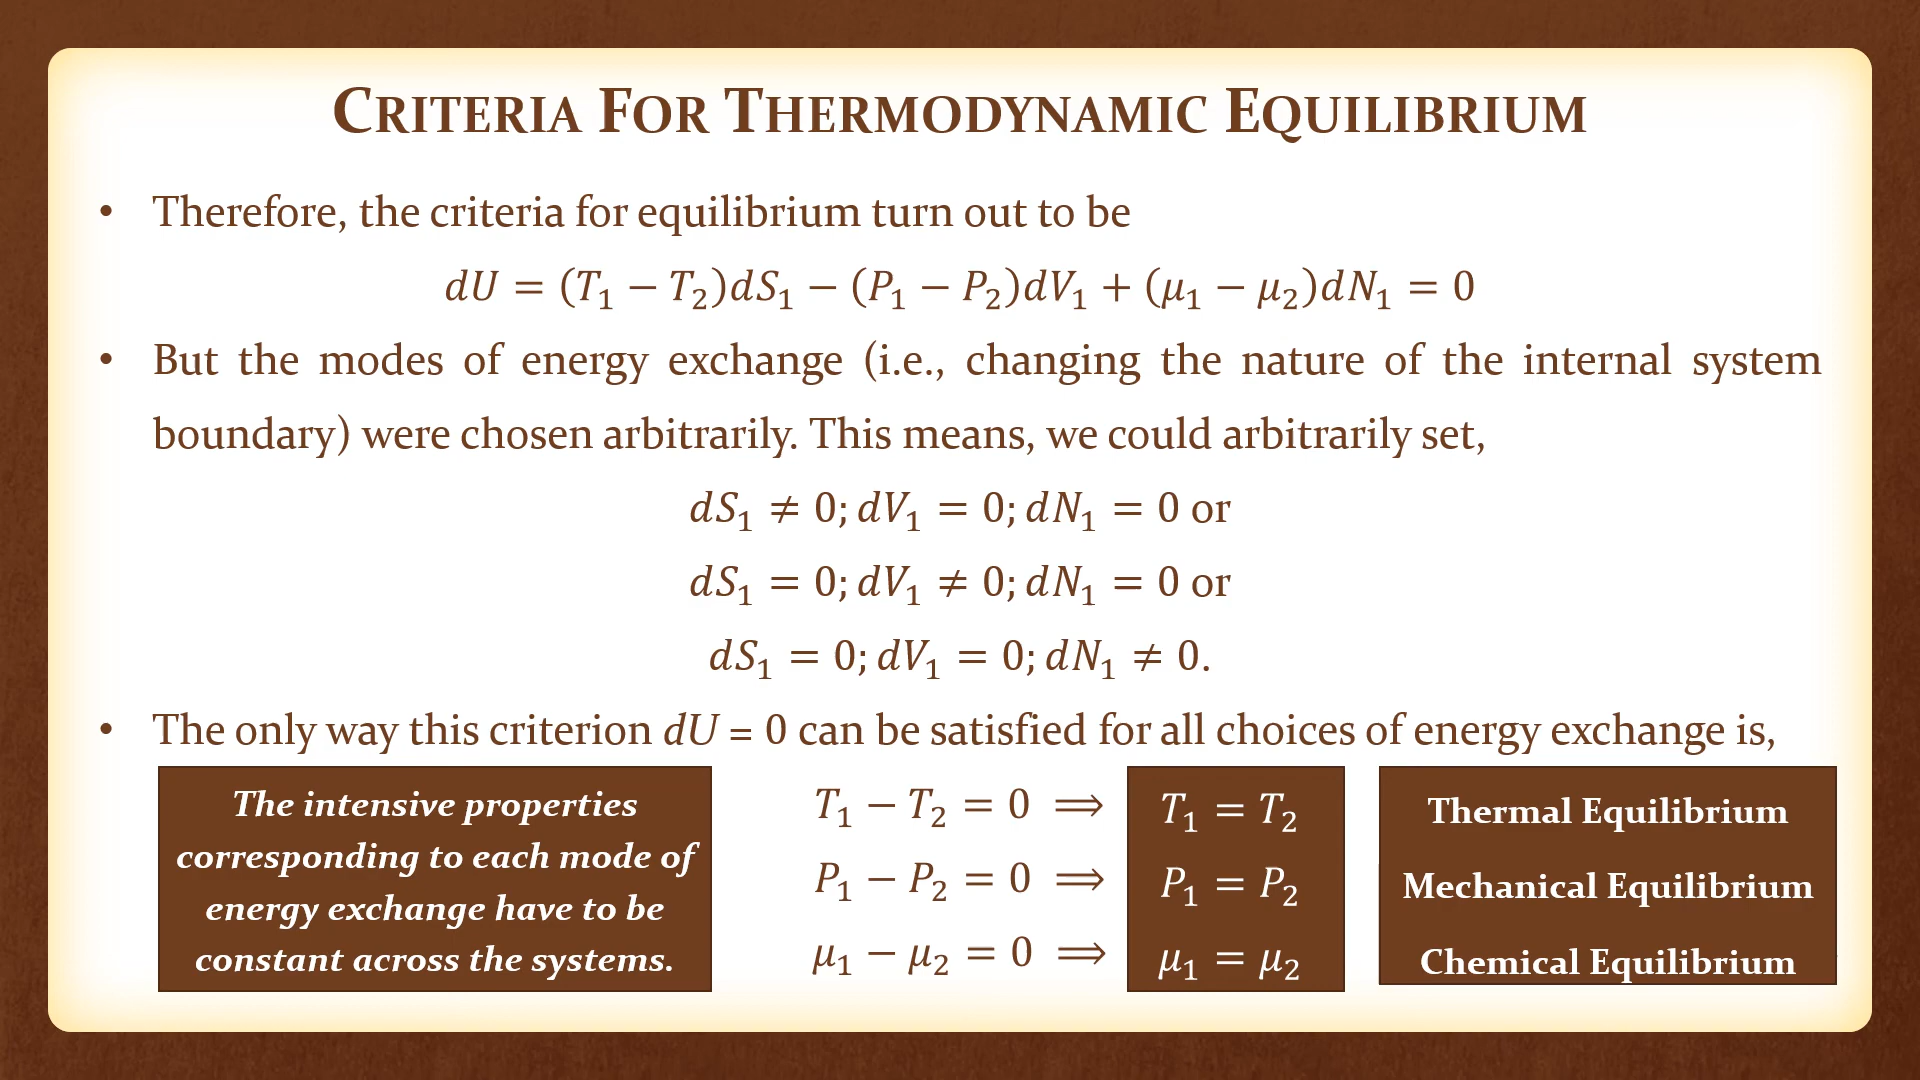 CRITERIA FOR THERMODYNAMIC EQUILIBRIUM
• Therefore, the criteria for equilibrium turn out to be
dU = (T₁ − T₂)dS₁ − (P₁ − P₂)dV₁ + (μ₁ − μ₂)dN₁ = 0
• But the modes of energy exchange (i.e., changing the nature of the internal system
boundary) were chosen arbitrarily. This means, we could arbitrarily set,
dS₁ ≠ 0; dV₁ = 0; dN₁ = 0 or
dS₁ = 0; dV₁ ≠ 0; dN₁ = 0 or
dS₁ = 0; dV₁ = 0; dN₁ ≠ 0.
• The only way this criterion dU = 0 can be satisfied for all choices of energy exchange is,
The intensive properties
corresponding to each mode of
energy exchange have to be
constant across the systems.
T₁ − T₂ = 0 ⟹ T₁ = T₂ Thermal Equilibrium
P₁ − P₂ = 0 ⟹ P₁ = P₂ Mechanical Equilibrium
μ₁ − μ₂ = 0 ⟹ μ₁ = μ₂ Chemical Equilibrium